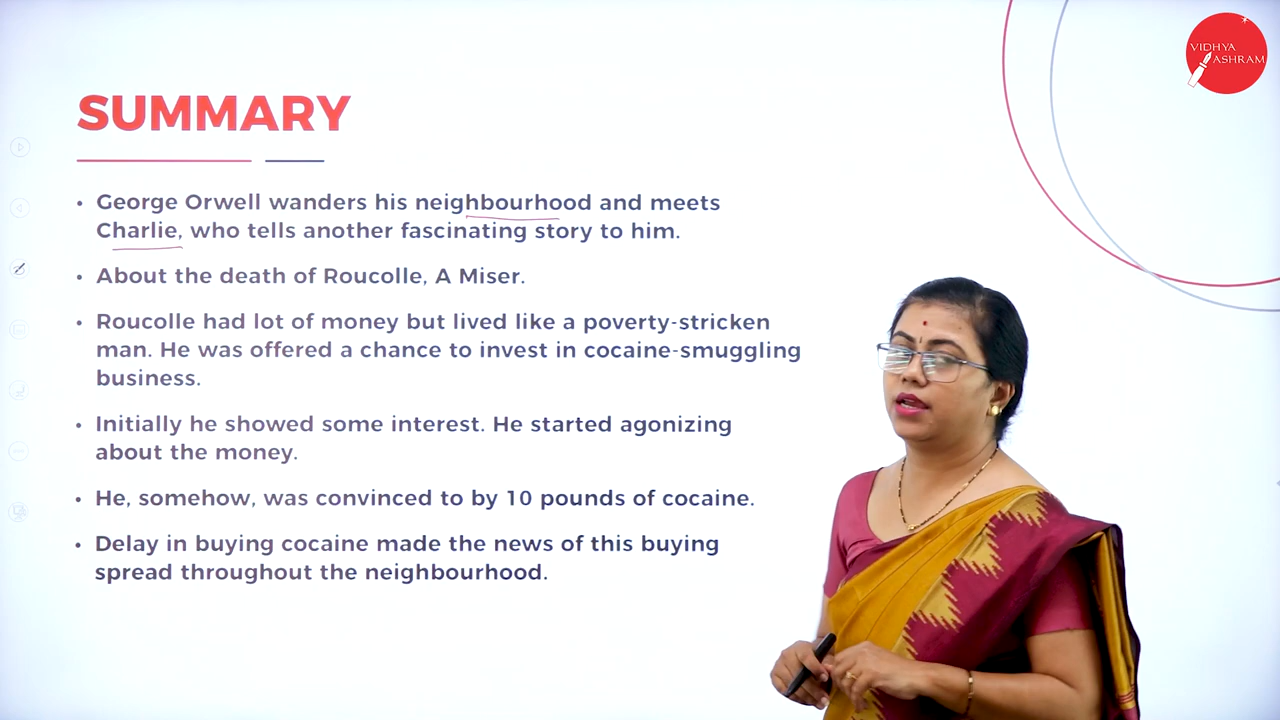 VIDHYA
ASHRAM
SUMMARY
• George Orwell wanders his neighbourhood and meets
Charlie, who tells another fascinating story to him.
• About the death of Roucolle, A Miser.
• Roucolle had lot of money but lived like a poverty-stricken
man. He was offered a chance to invest in cocaine-smuggling
business.
• Initially he showed some interest. He started agonizing
about the money.
• He, somehow, was convinced to by 10 pounds of cocaine.
• Delay in buying cocaine made the news of this buying
spread throughout the neighbourhood.